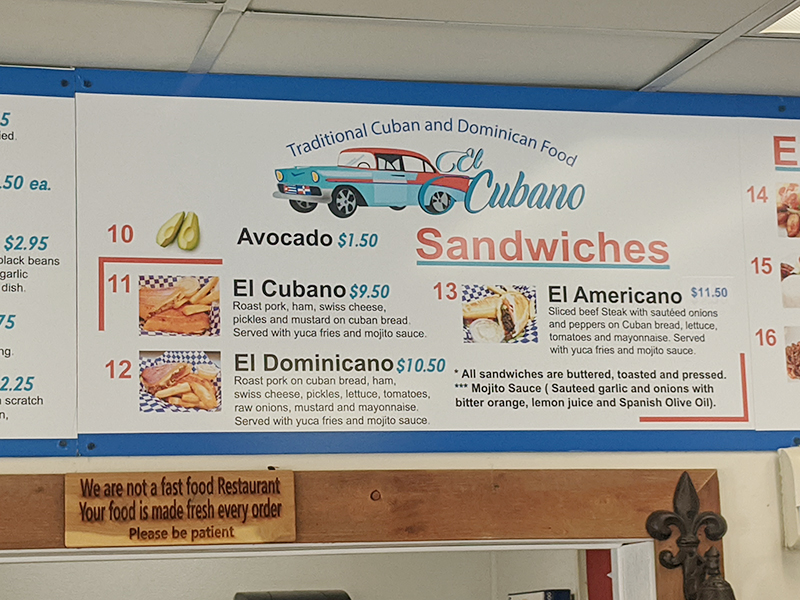 5
ied.
.50 ea.
$2.95
black beans
garlic
dish.
75
ng.
2.25
n scratch
n,
Traditional Cuban and Dominican Food
El
Cubano
10
Avocado $1.50
Sandwiches
11
El Cubano $9.50
Roast pork, ham, swiss cheese,
pickles and mustard on cuban bread.
Served with yuca fries and mojito sauce.
12
El Dominicano $10.50
Roast pork on cuban bread, ham,
swiss cheese, pickles, lettuce, tomatoes,
raw onions, mustard and mayonnaise.
Served with yuca fries and mojito sauce.
13
El Americano $11.50
Sliced beef Steak with sautéed onions
and peppers on Cuban bread, lettuce,
tomatoes and mayonnaise. Served
with yuca fries and mojito sauce.
* All sandwiches are buttered, toasted and pressed.
*** Mojito Sauce ( Sauteed garlic and onions with
bitter orange, lemon juice and Spanish Olive Oil).
E
14
15
16
We are not a fast food Restaurant
Your food is made fresh every order
Please be patient